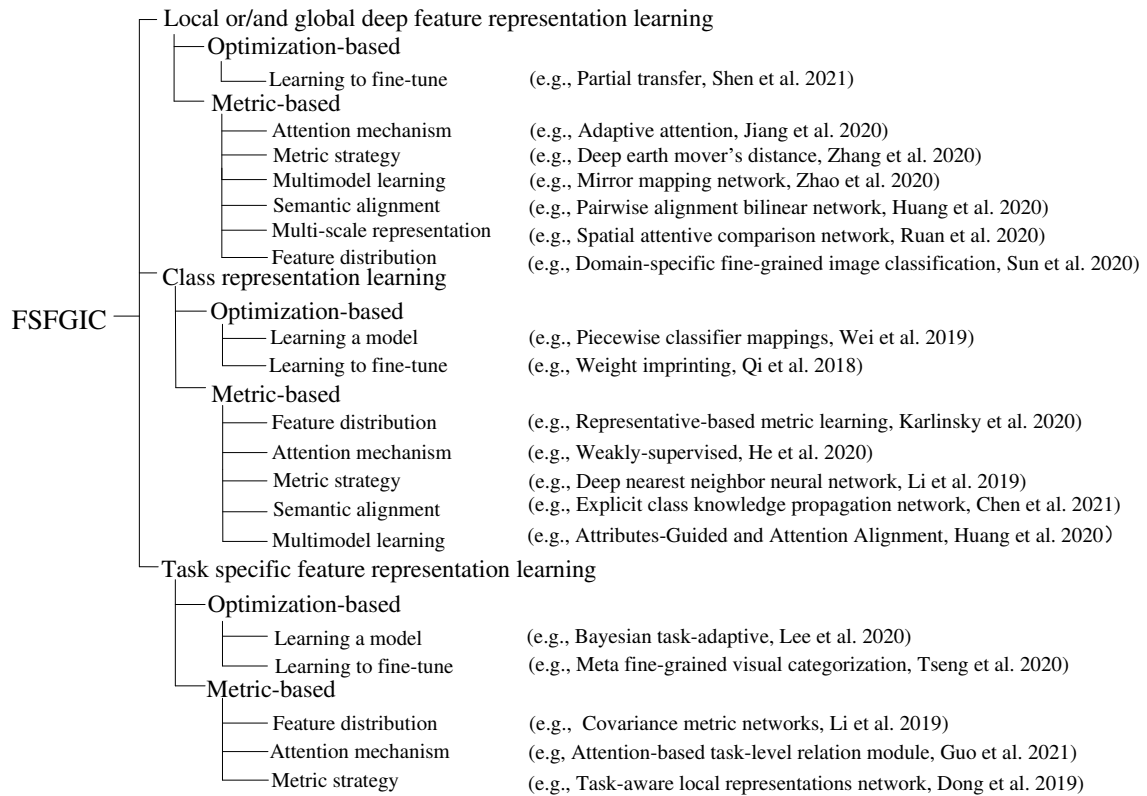 Local or/and global deep feature representation learning
Optimization-based
Learning to fine-tune (e.g., Partial transfer, Shen et al. 2021)
Metric-based
Attention mechanism (e.g., Adaptive attention, Jiang et al. 2020)
Metric strategy (e.g., Deep earth mover's distance, Zhang et al. 2020)
Multimodel learning (e.g., Mirror mapping network, Zhao et al. 2020)
Semantic alignment (e.g., Pairwise alignment bilinear network, Huang et al. 2020)
Multi-scale representation (e.g., Spatial attentive comparison network, Ruan et al. 2020)
Feature distribution (e.g., Domain-specific fine-grained image classification, Sun et al. 2020)
Class representation learning
FSFGIC
Optimization-based
Learning a model (e.g., Piecewise classifier mappings, Wei et al. 2019)
Learning to fine-tune (e.g., Weight imprinting, Qi et al. 2018)
Metric-based
Feature distribution (e.g., Representative-based metric learning, Karlinsky et al. 2020)
Attention mechanism (e.g., Weakly-supervised, He et al. 2020)
Metric strategy (e.g., Deep nearest neighbor neural network, Li et al. 2019)
Semantic alignment (e.g., Explicit class knowledge propagation network, Chen et al. 2021)
Multimodel learning (e.g., Attributes-Guided and Attention Alignment, Huang et al. 2020）
Task specific feature representation learning
Optimization-based
Learning a model (e.g., Bayesian task-adaptive, Lee et al. 2020)
Learning to fine-tune (e.g., Meta fine-grained visual categorization, Tseng et al. 2020)
Metric-based
Feature distribution (e.g., Covariance metric networks, Li et al. 2019)
Attention mechanism (e.g, Attention-based task-level relation module, Guo et al. 2021)
Metric strategy (e.g., Task-aware local representations network, Dong et al. 2019)